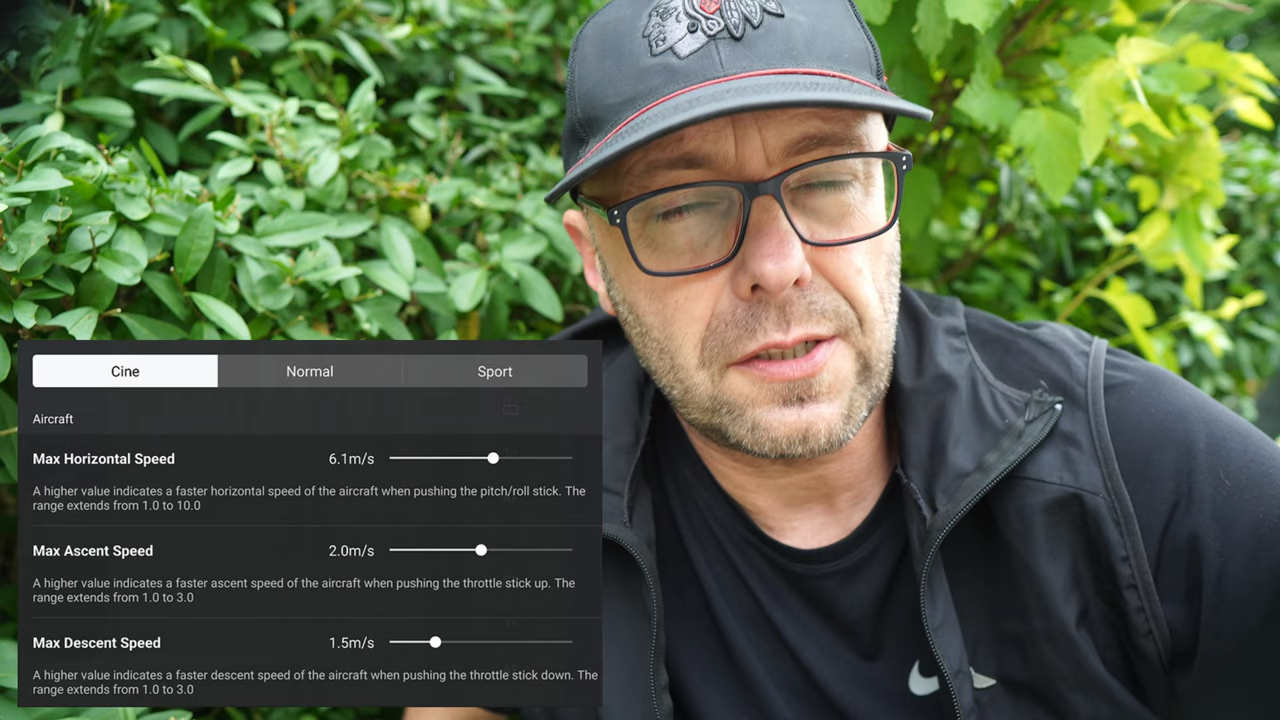 Cine
Normal
Sport
Aircraft
Max Horizontal Speed
6.1m/s
A higher value indicates a faster horizontal speed of the aircraft when pushing the pitch/roll stick. The
range extends from 1.0 to 10.0
Max Ascent Speed
2.0m/s
A higher value indicates a faster ascent speed of the aircraft when pushing the throttle stick up. The
range extends from 1.0 to 3.0
Max Descent Speed
1.5m/s
A higher value indicates a faster descent speed of the aircraft when pushing the throttle stick down. The
range extends from 1.0 to 3.0